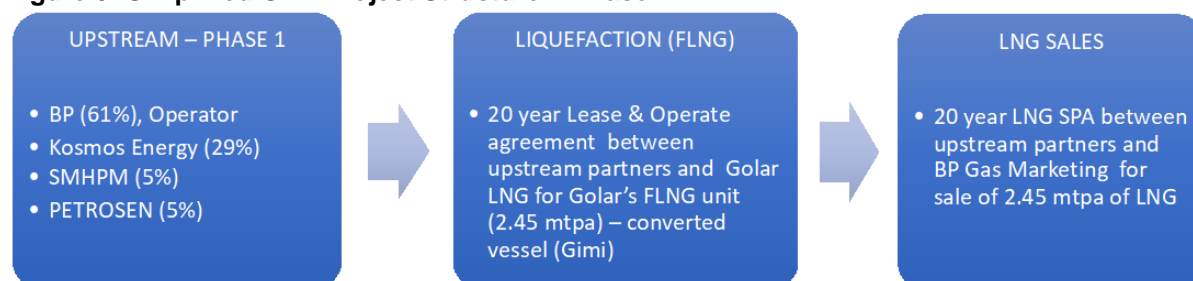 UPSTREAM – PHASE 1
• BP (61%), Operator
• Kosmos Energy (29%)
• SMHPM (5%)
• PETROSEN (5%)
LIQUEFACTION (FLNG)
• 20 year Lease & Operate
agreement between
upstream partners and Golar
LNG for Golar's FLNG unit
(2.45 mtpa) – converted
vessel (Gimi)
LNG SALES
• 20 year LNG SPA between
upstream partners and
BP Gas Marketing for
sale of 2.45 mtpa of LNG